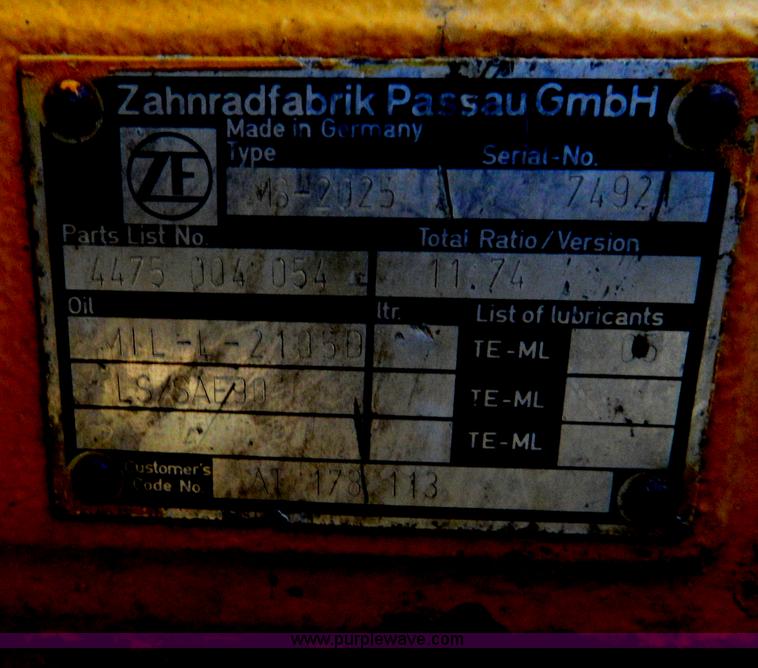 Zahnradfabrik Passau GmbH
ZF
Made in Germany
Type Serial-No.
MS-2025 7492
Parts List No. Total Ratio/Version
4475 004 054 11.74
Oil ltr. List of lubricants
MIL-L-2105D TE-ML 05
LS/SAE90 TE-ML
TE-ML
Customer's
Code No. AT 178 113
www.purplewave.com